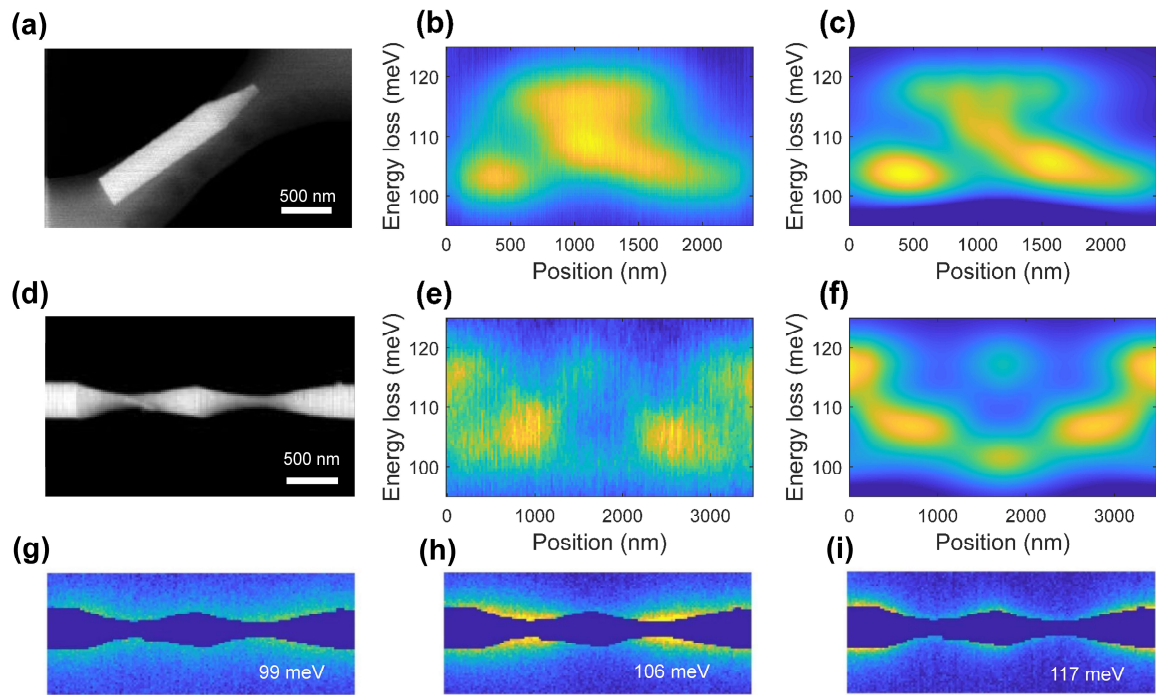 (a)
500 nm
(b)
Energy loss (meV)
120
110
100
0 500 1000 1500 2000
Position (nm)
(c)
Energy loss (meV)
120
110
100
0 500 1000 1500 2000
Position (nm)
(d)
500 nm
(e)
Energy loss (meV)
120
110
100
0 1000 2000 3000
Position (nm)
(f)
Energy loss (meV)
120
110
100
0 1000 2000 3000
Position (nm)
(g)
99 meV
(h)
106 meV
(i)
117 meV